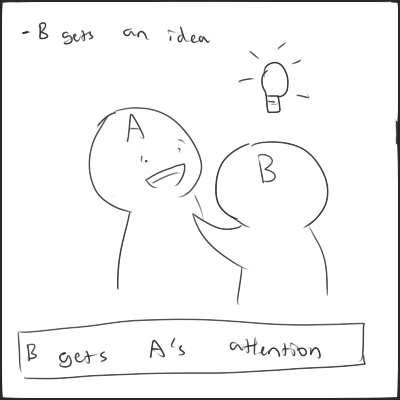 - B gets an idea
A
B
B gets A's attention